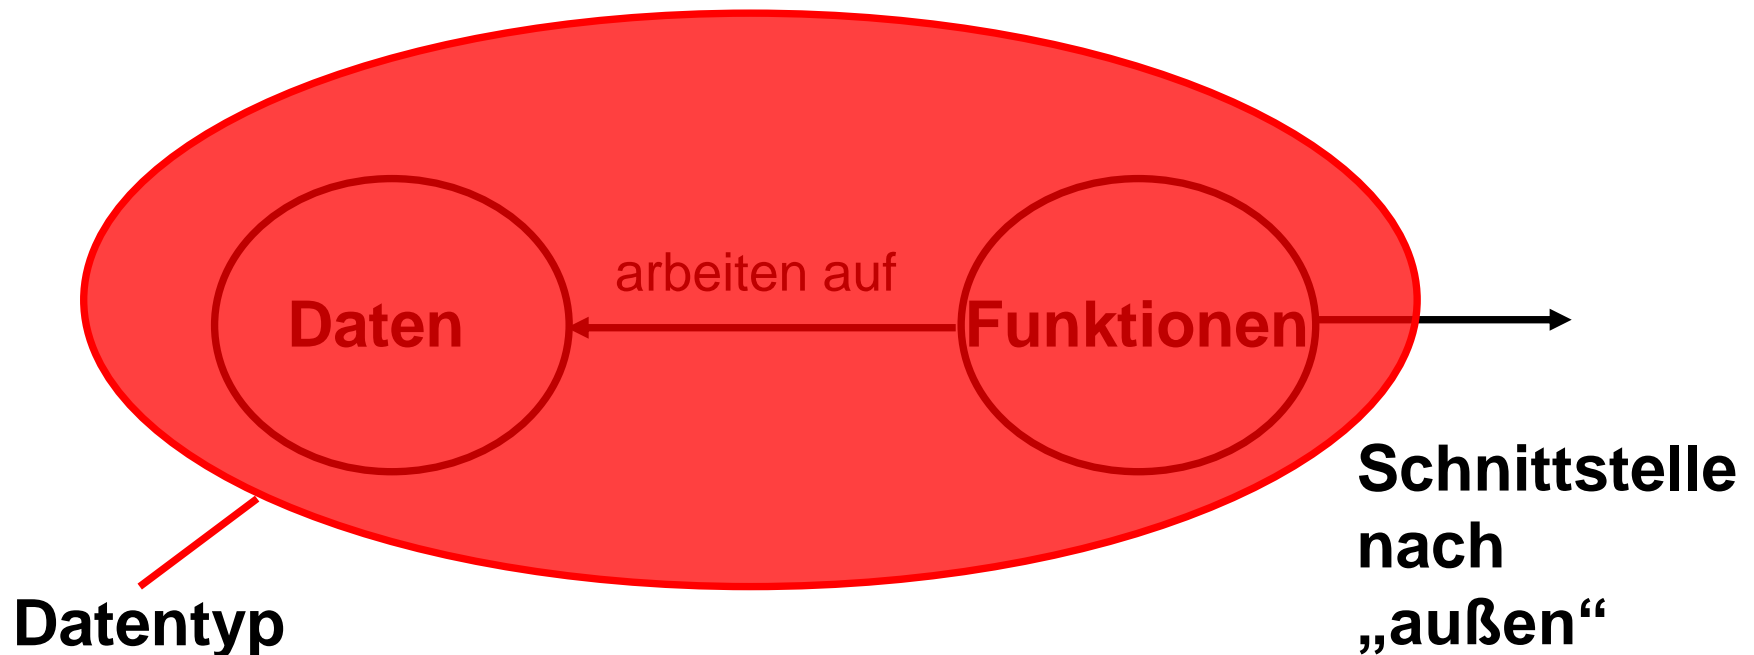 arbeiten auf
Daten
Funktionen
Schnittstelle
nach
„außen“
Datentyp